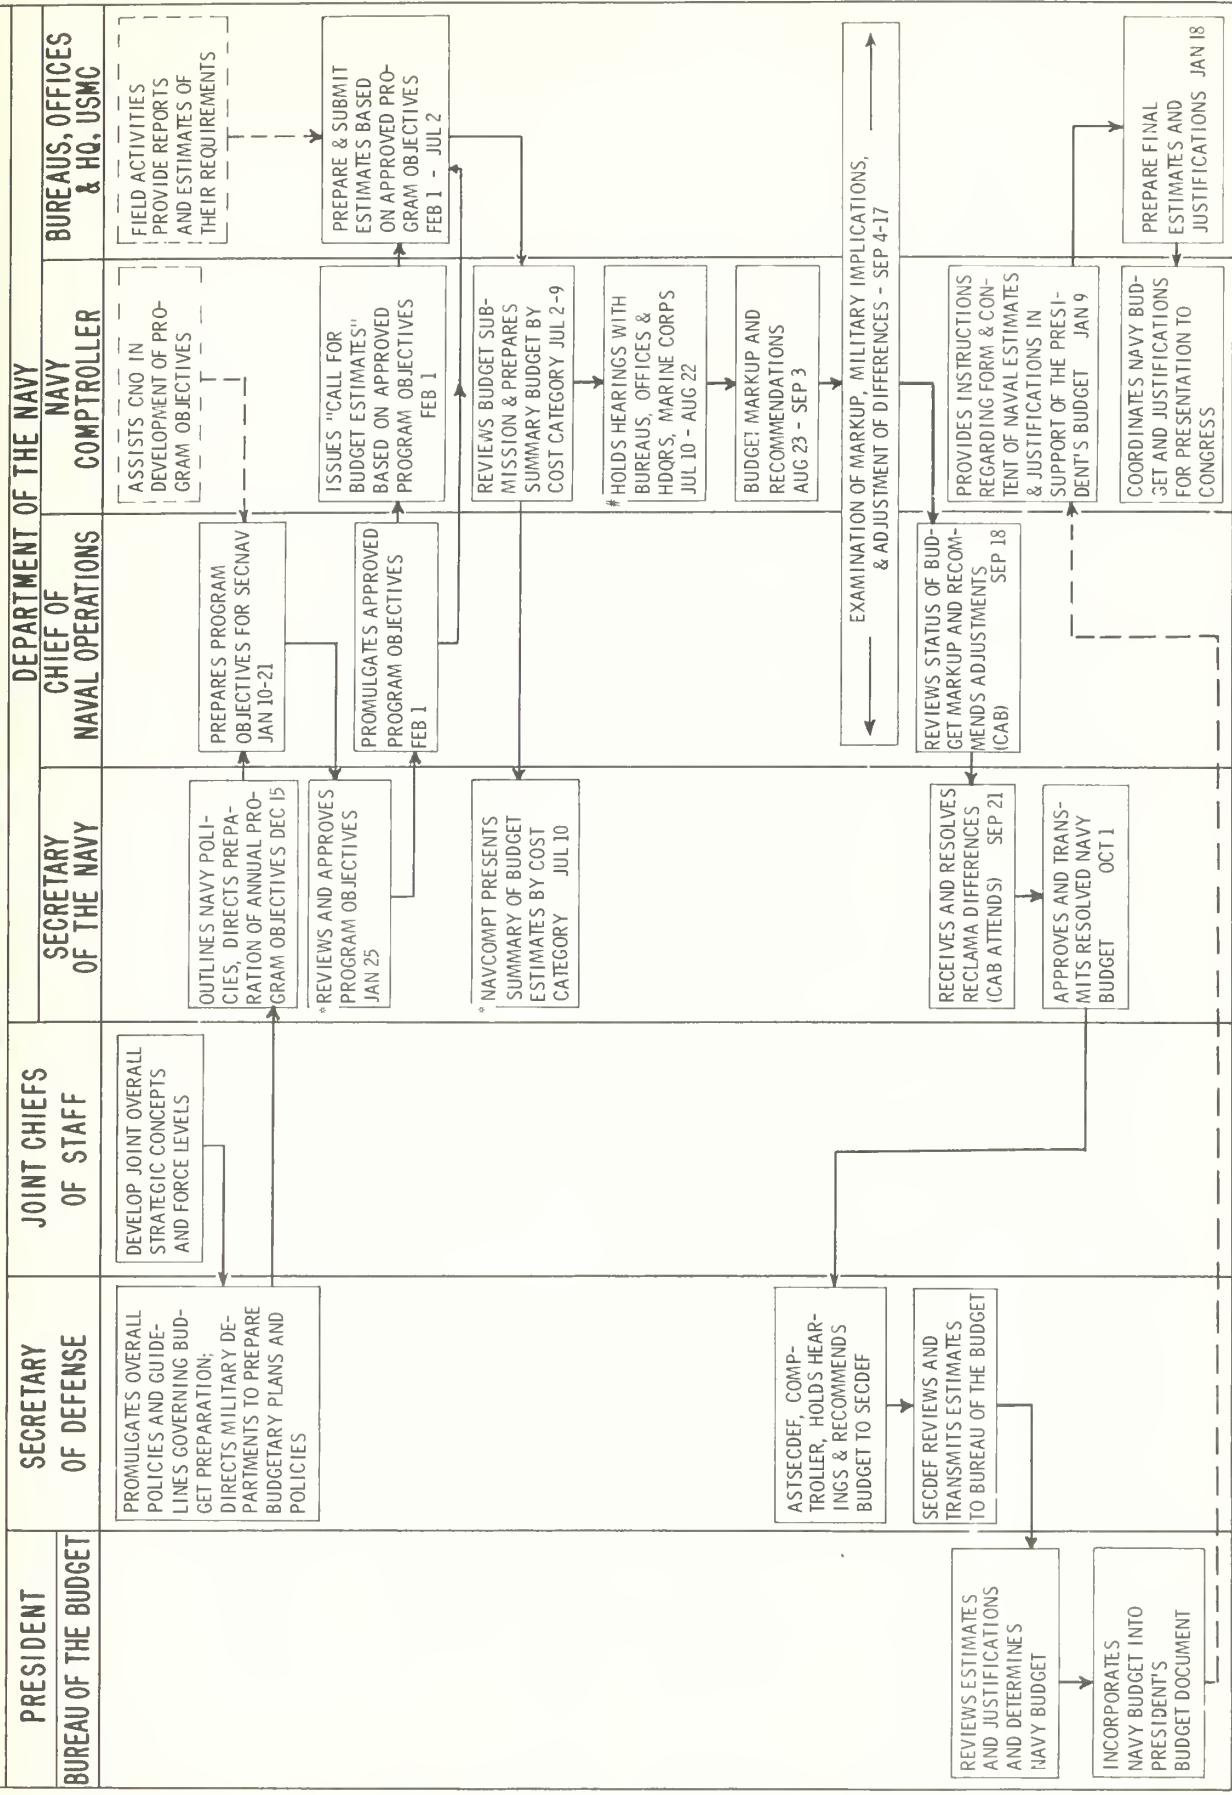 PRESIDENT
BUREAU OF THE BUDGET
SECRETARY
OF DEFENSE
JOINT CHIEFS
OF STAFF
DEPARTMENT OF THE NAVY
SECRETARY
OF THE NAVY
CHIEF OF
NAVAL OPERATIONS
NAVY
COMPTROLLER
BUREAUS, OFFICES
& HQ, USMC
PROMULGATES OVERALL
POLICIES AND GUIDE-
LINES GOVERNING BUD-
GET PREPARATION;
DIRECTS MILITARY DE-
PARTMENTS TO PREPARE
BUDGETARY PLANS AND
POLICIES
DEVELOP JOINT OVERALL
STRATEGIC CONCEPTS
AND FORCE LEVELS
OUTLINES NAVY POLI-
CIES, DIRECTS PREPA-
RATION OF ANNUAL PRO-
GRAM OBJECTIVES DEC 15
PREPARES PROGRAM
OBJECTIVES FOR SECNAV
JAN 10-21
ASSISTS CNO IN
DEVELOPMENT OF PRO-
GRAM OBJECTIVES
FIELD ACTIVITIES
PROVIDE REPORTS
AND ESTIMATES OF
THEIR REQUIREMENTS
*REVIEWS AND APPROVES
PROGRAM OBJECTIVES
JAN 25
PROMULGATES APPROVED
PROGRAM OBJECTIVES
FEB 1
ISSUES "CALL FOR
BUDGET ESTIMATES"
BASED ON APPROVED
PROGRAM OBJECTIVES
FEB 1
PREPARE & SUBMIT
ESTIMATES BASED
ON APPROVED PRO-
GRAM OBJECTIVES
FEB 1 - JUL 2
*NAVCOMPT PRESENTS
SUMMARY OF BUDGET
ESTIMATES BY COST
CATEGORY JUL 10
REVIEWS BUDGET SUB-
MISSION & PREPARES
SUMMARY BUDGET BY
COST CATEGORY JUL 2-9
# HOLDS HEARINGS WITH
BUREAUS, OFFICES &
HDQRS, MARINE CORPS
JUL 10 - AUG 22
BUDGET MARKUP AND
RECOMMENDATIONS
AUG 23 - SEP 3
EXAMINATION OF MARKUP, MILITARY IMPLICATIONS,
& ADJUSTMENT OF DIFFERENCES - SEP 4-17
ASTSECDEF, COMP-
TROLLER, HOLDS HEAR-
INGS & RECOMMENDS
BUDGET TO SECDEF
SECDEF REVIEWS AND
TRANSMITS ESTIMATES
TO BUREAU OF THE BUDGET
RECEIVES AND RESOLVES
RECLAMA DIFFERENCES
(CAB ATTENDS) SEP 21
REVIEWS STATUS OF BUD-
GET MARKUP AND RECOM-
MENDS ADJUSTMENTS
(CAB) SEP 18
PROVIDES INSTRUCTIONS
REGARDING FORM & CON-
TENT OF NAVAL ESTIMATES
& JUSTIFICATIONS IN
SUPPORT OF THE PRESI-
DENT'S BUDGET JAN 9
REVIEWS ESTIMATES
AND JUSTIFICATIONS
AND DETERMINES
NAVY BUDGET
APPROVES AND TRANS-
MITS RESOLVED NAVY
BUDGET OCT 1
INCORPORATES
NAVY BUDGET INTO
PRESIDENT'S
BUDGET DOCUMENT
COORDINATES NAVY BUD-
GET AND JUSTIFICATIONS
FOR PRESENTATION TO
CONGRESS
PREPARE FINAL
ESTIMATES AND
JUSTIFICATIONS JAN 18